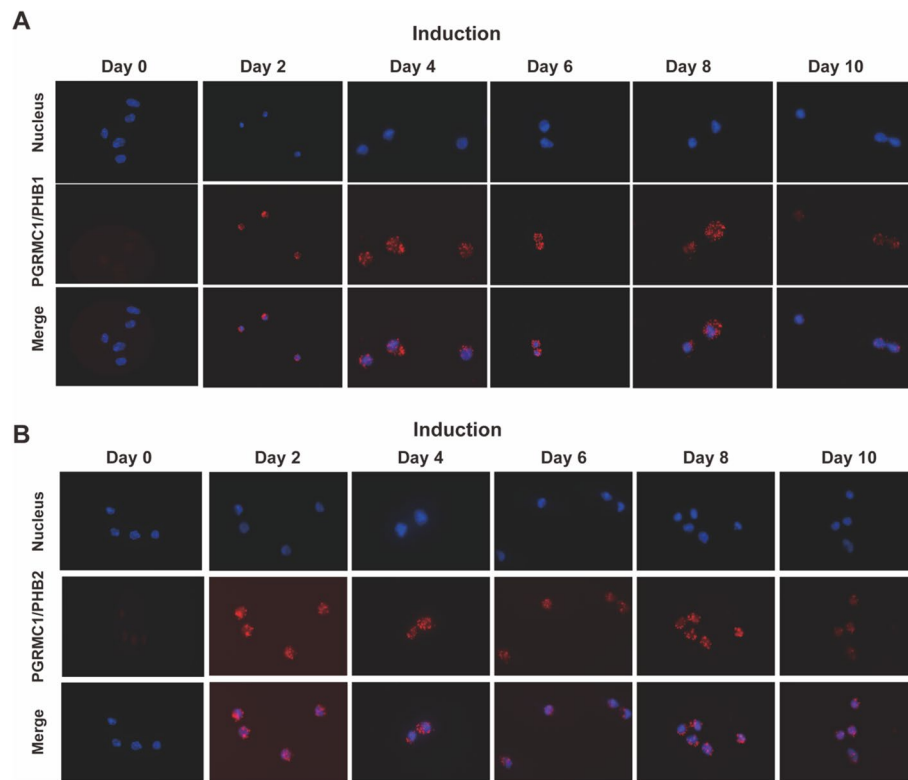 A
Induction
Day 0 Day 2 Day 4 Day 6 Day 8 Day 10
Nucleus
PGRMC1/PHB1
Merge
B
Induction
Day 0 Day 2 Day 4 Day 6 Day 8 Day 10
Nucleus
PGRMC1/PHB2
Merge